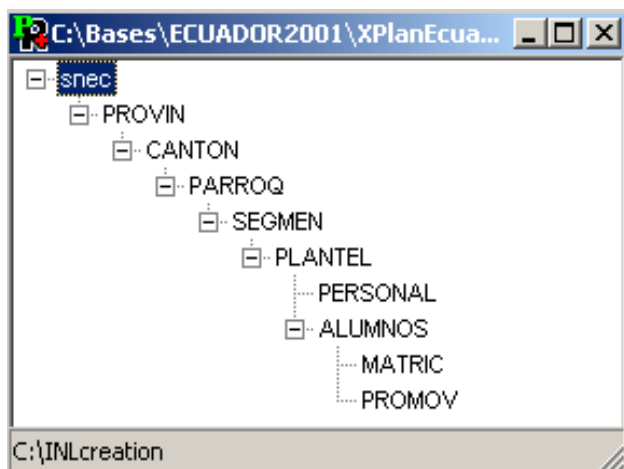 C:\Bases\ECUADOR2001\XPlanEcua...
snec
PROVIN
CANTON
PARROQ
SEGMEN
PLANTEL
PERSONAL
ALUMNOS
MATRIC
PROMOV
C:\INLcreation